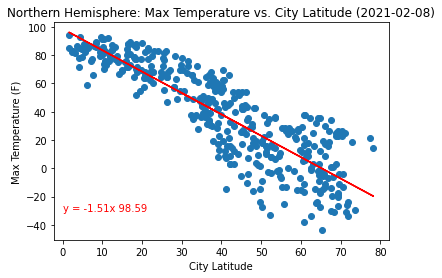 Northern Hemisphere: Max Temperature vs. City Latitude (2021-02-08)
100
80
60
40
20
0
−20
−40
Max Temperature (F)
y = -1.51x 98.59
0 10 20 30 40 50 60 70 80
City Latitude